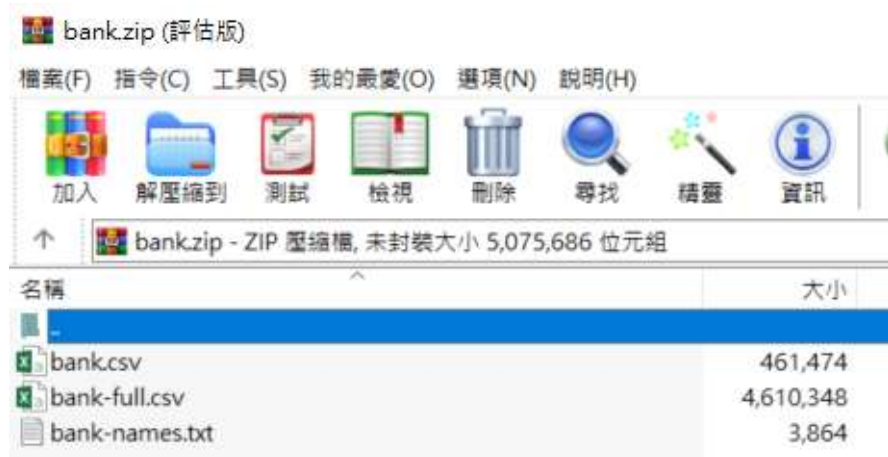 bank.zip (評估版)
檔案(F) 指令(C) 工具(S) 我的最愛(O) 選項(N) 說明(H)
加入 解壓縮到 測試 檢視 刪除 尋找 精靈 資訊
bank.zip - ZIP 壓縮檔, 未封裝大小 5,075,686 位元組
名稱 大小
..
bank.csv 461,474
bank-full.csv 4,610,348
bank-names.txt 3,864